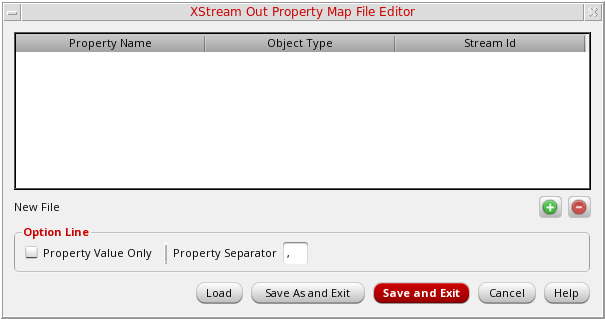 XStream Out Property Map File Editor
Property Name Object Type Stream Id
New File
Option Line
Property Value Only Property Separator ,
Load Save As and Exit Save and Exit Cancel Help